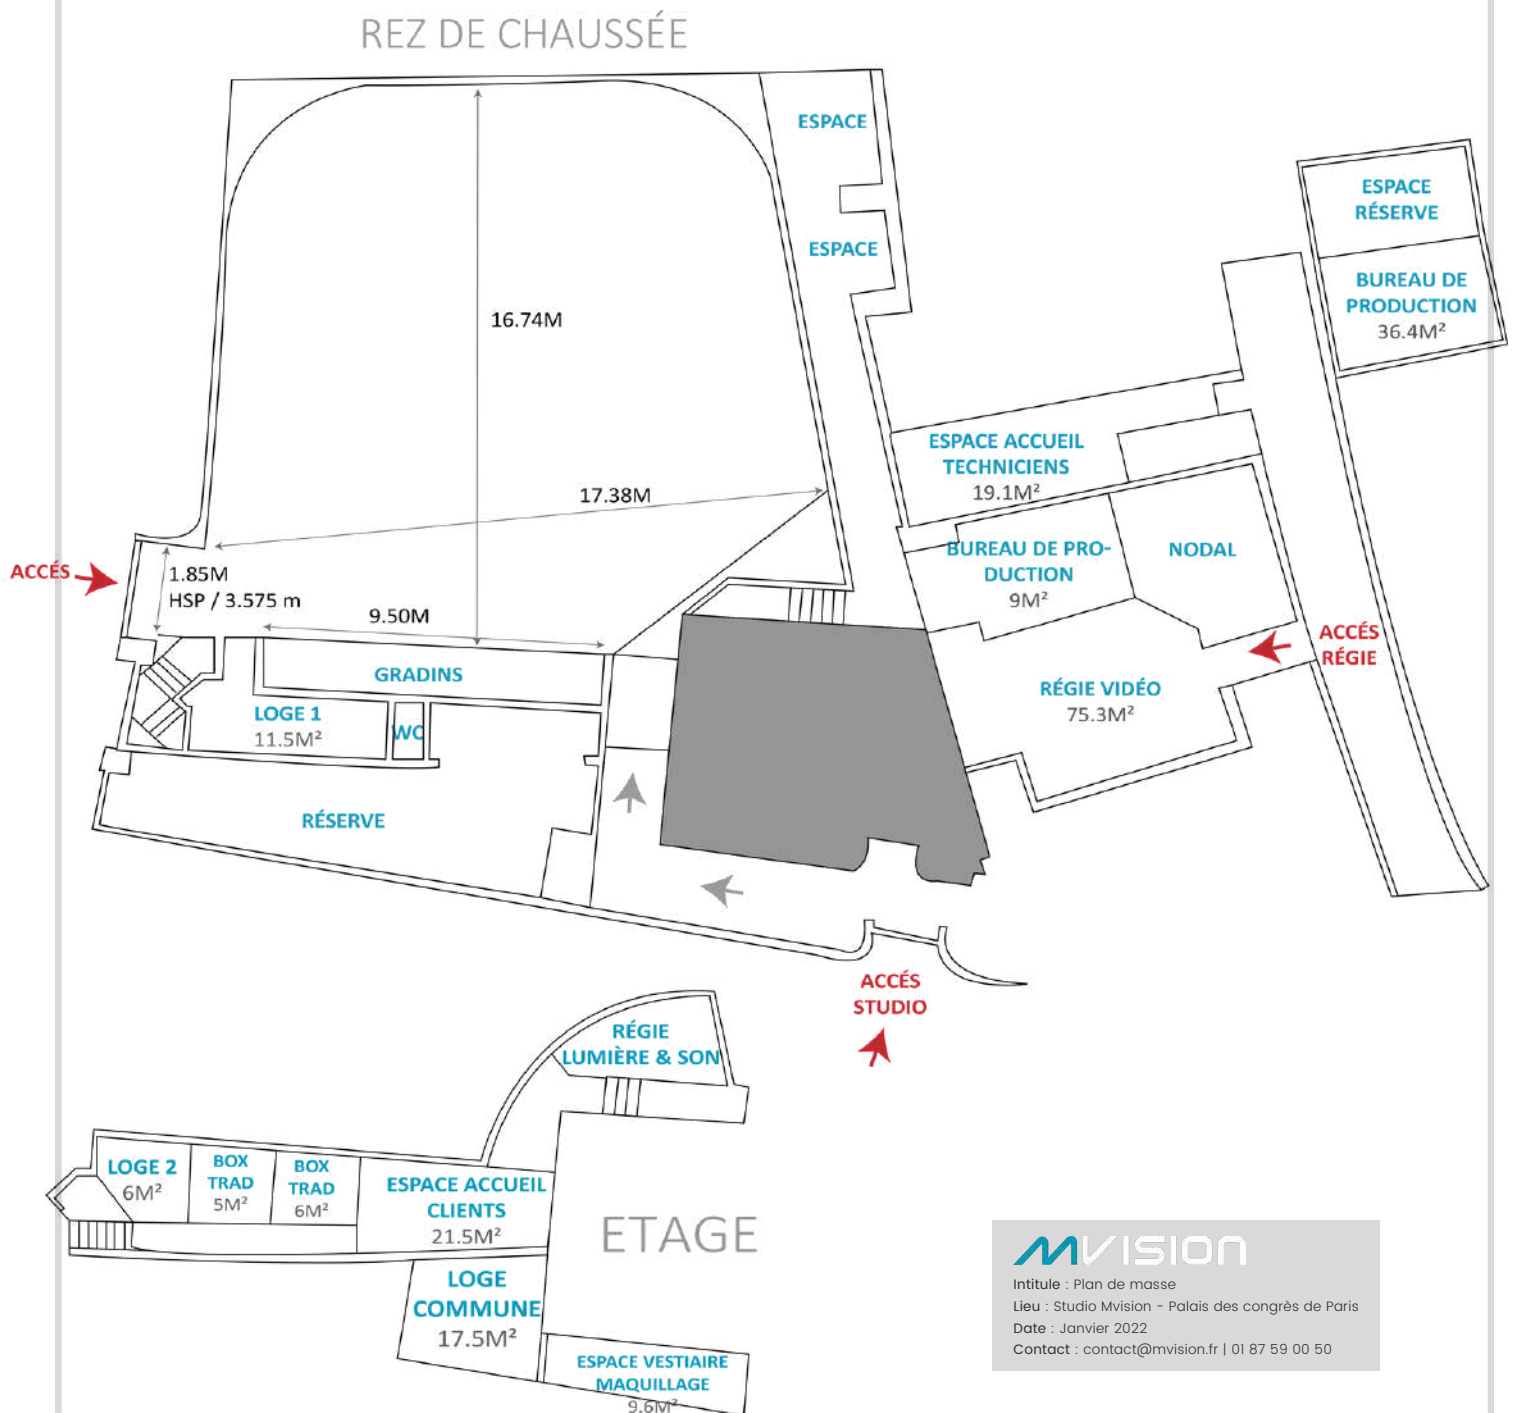 REZ DE CHAUSSÉE
ESPACE
ESPACE
RÉSERVE
ESPACE
BUREAU DE
PRODUCTION
36.4M²
16.74M
ESPACE ACCUEIL
TECHNICIENS
19.1M²
17.38M
BUREAU DE PRO-
DUCTION
9M²
NODAL
ACCÉS
1.85M
HSP / 3.575 m
9.50M
ACCÉS
RÉGIE
GRADINS
RÉGIE VIDÉO
75.3M²
LOGE 1
11.5M²
WC
RÉSERVE
ACCÉS
STUDIO
RÉGIE
LUMIÈRE & SON
LOGE 2
6M²
BOX
TRAD
5M²
BOX
TRAD
6M²
ESPACE ACCUEIL
CLIENTS
21.5M²
ETAGE
LOGE
COMMUNE
17.5M²
ESPACE VESTIAIRE
MAQUILLAGE
9.6M²
MVISION
Intitule : Plan de masse
Lieu : Studio Mvision - Palais des congrès de Paris
Date : Janvier 2022
Contact : contact@mvision.fr | 01 87 59 00 50